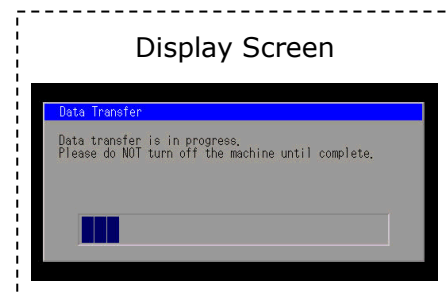 Display Screen
Data Transfer
Data transfer is in progress.
Please do NOT turn off the machine until complete.